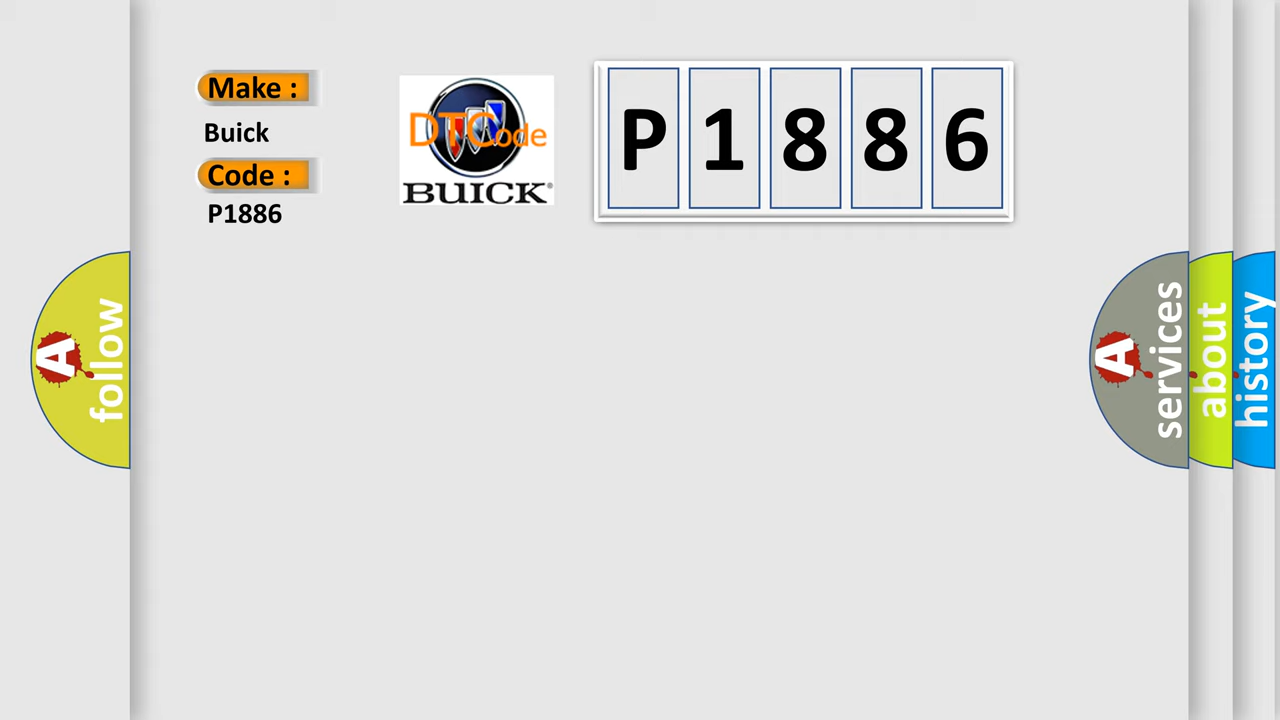 Make :
Buick
Code :
P1886
DTCode
BUICK®
P 1 8 8 6
A follow
A services
about
history